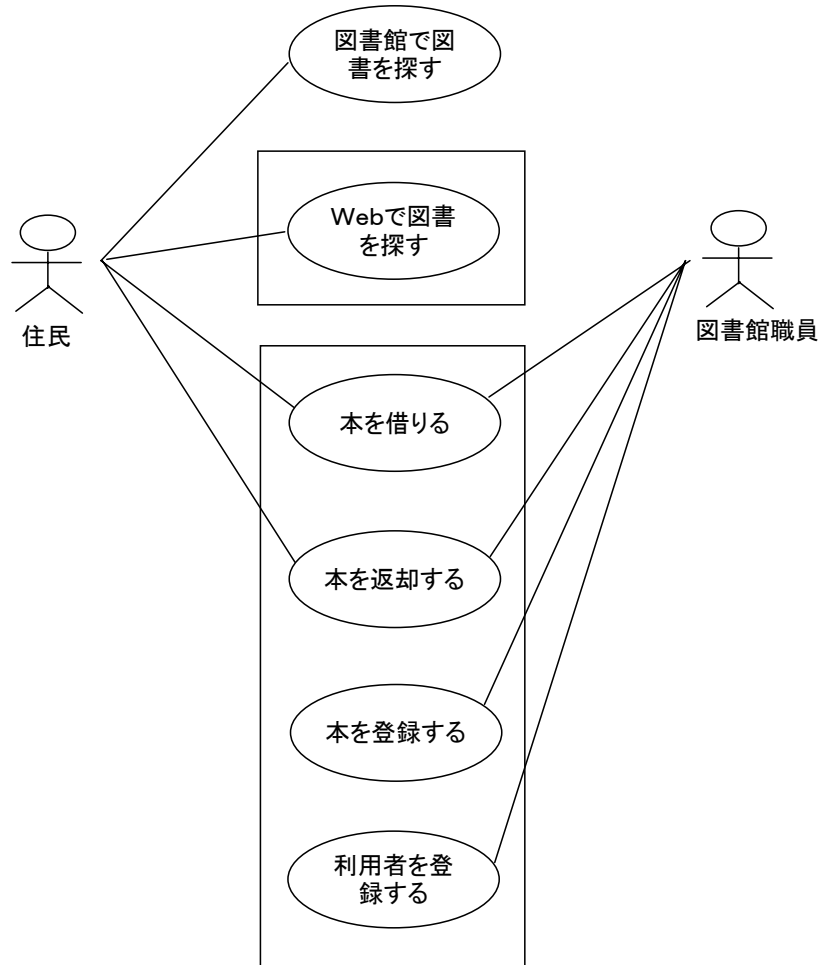 図書館で図
書を探す
Webで図書
を探す
住民
図書館職員
本を借りる
本を返却する
本を登録する
利用者を登
録する